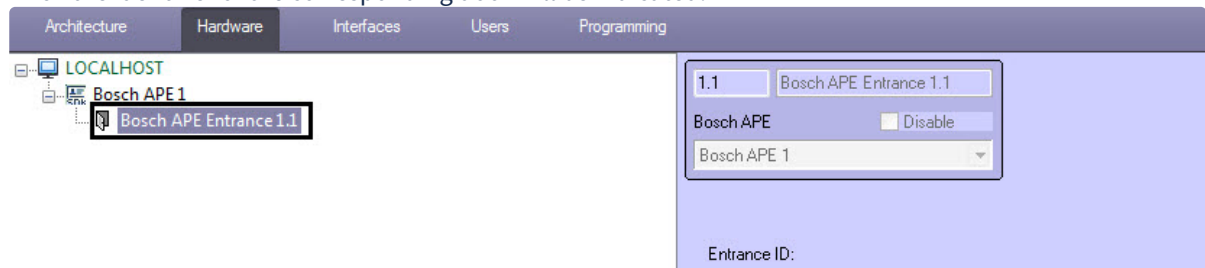 Architecture Hardware Interfaces Users Programming
LOCALHOST
Bosch APE 1
Bosch APE Entrance 1.1
1.1 Bosch APE Entrance 1.1
Bosch APE Disable
Bosch APE 1
Entrance ID: